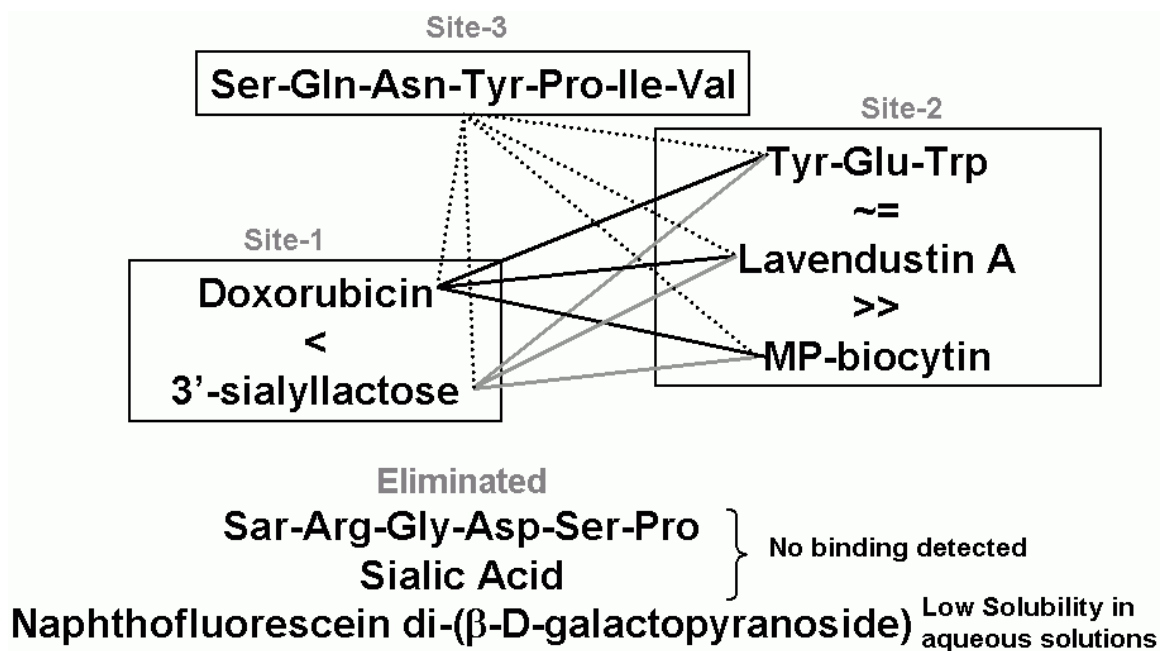 Site-3
Ser-Gln-Asn-Tyr-Pro-Ile-Val
Site-2
Tyr-Glu-Trp
~=
Lavendustin A
>>
MP-biocytin
Site-1
Doxorubicin
<
3’-sialyllactose
Eliminated
Sar-Arg-Gly-Asp-Ser-Pro
Sialic Acid
No binding detected
Naphthofluorescein di-(β-D-galactopyranoside)
Low Solubility in
aqueous solutions